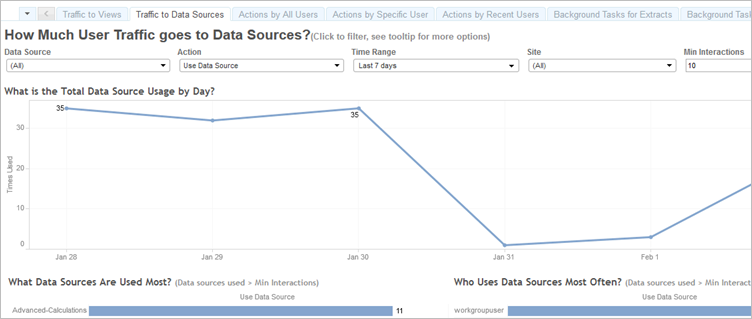 Traffic to Views Traffic to Data Sources Actions by All Users Actions by Specific User Actions by Recent Users Background Tasks for Extracts Background Task
How Much User Traffic goes to Data Sources?(Click to filter, see tooltip for more options)
Data Source Action Time Range Site Min Interactions
(All) Use Data Source Last 7 days (All) 10
What is the Total Data Source Usage by Day?
35
35
30
20
10
0
Times Used
Jan 28 Jan 29 Jan 30 Jan 31 Feb 1
What Data Sources Are Used Most? (Data sources used > Min Interactions) Who Uses Data Sources Most Often? (Data sources used > Min Interact
Use Data Source Use Data Source
Advanced-Calculations 11 workgroupuser